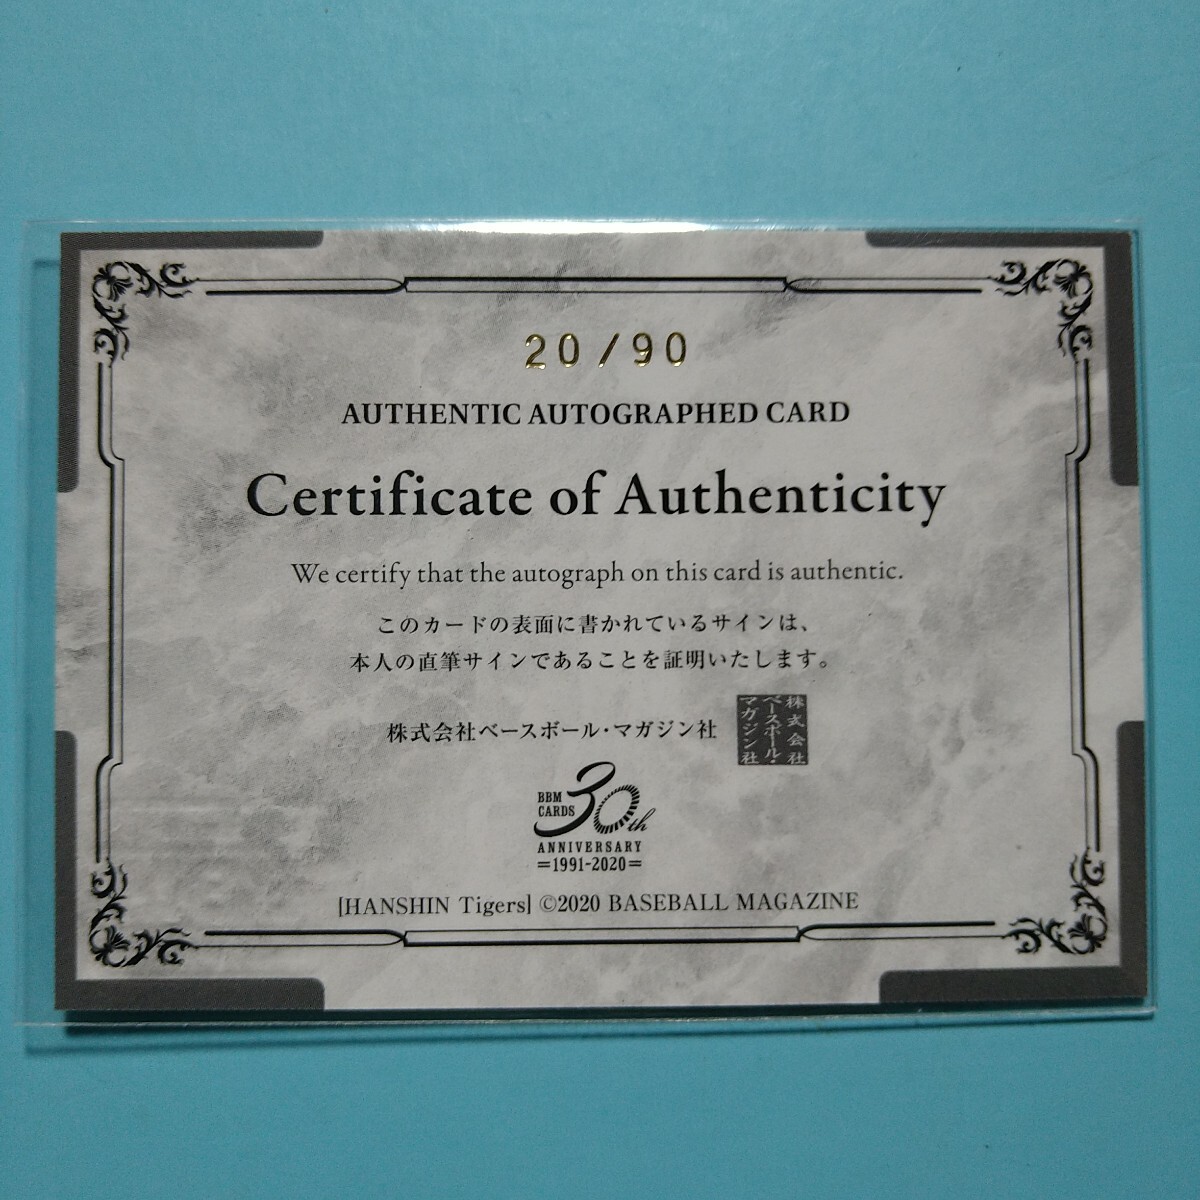 20/90
AUTHENTIC AUTOGRAPHED CARD
Certificate of Authenticity
We certify that the autograph on this card is authentic.
このカードの表面に書かれているサインは、
本人の直筆サインであることを証明いたします。
株式会社ベースボール・マガジン社
株式会社
ベースボール・
マガジン社
BBM
CARDS
30th
ANNIVERSARY
=1991-2020=
[HANSHIN Tigers] ©2020 BASEBALL MAGAZINE